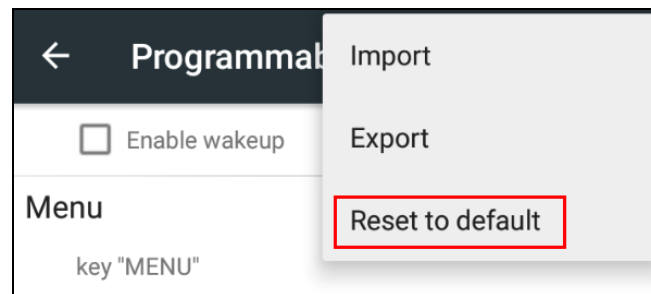 Programmab
Import
Enable wakeup
Export
Menu
Reset to default
key "MENU"